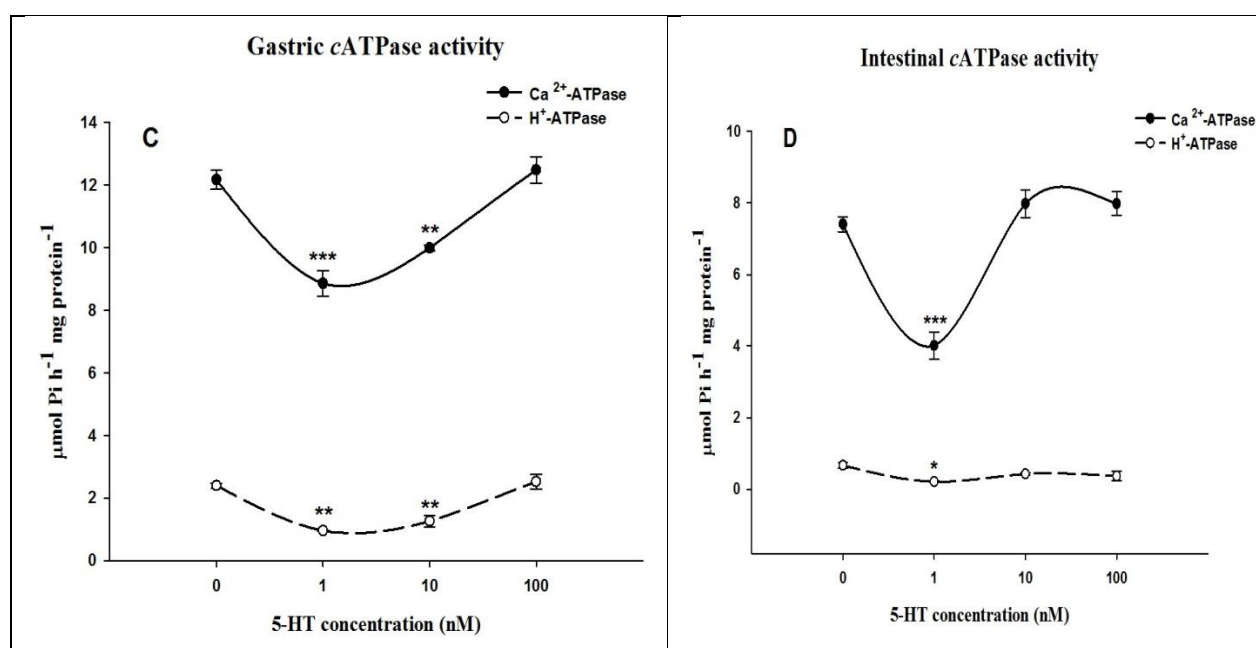 Gastric cATPase activity
Ca 2+-ATPase
H+-ATPase
C
14
12
10
8
6
4
2
0
***
**
**
**
0 1 10 100
5-HT concentration (nM)
µmol Pi h-1 mg protein-1
Intestinal cATPase activity
Ca 2+-ATPase
H+-ATPase
D
10
8
6
4
2
0
***
*
0 1 10 100
5-HT concentration (nM)
µmol Pi h-1 mg protein-1